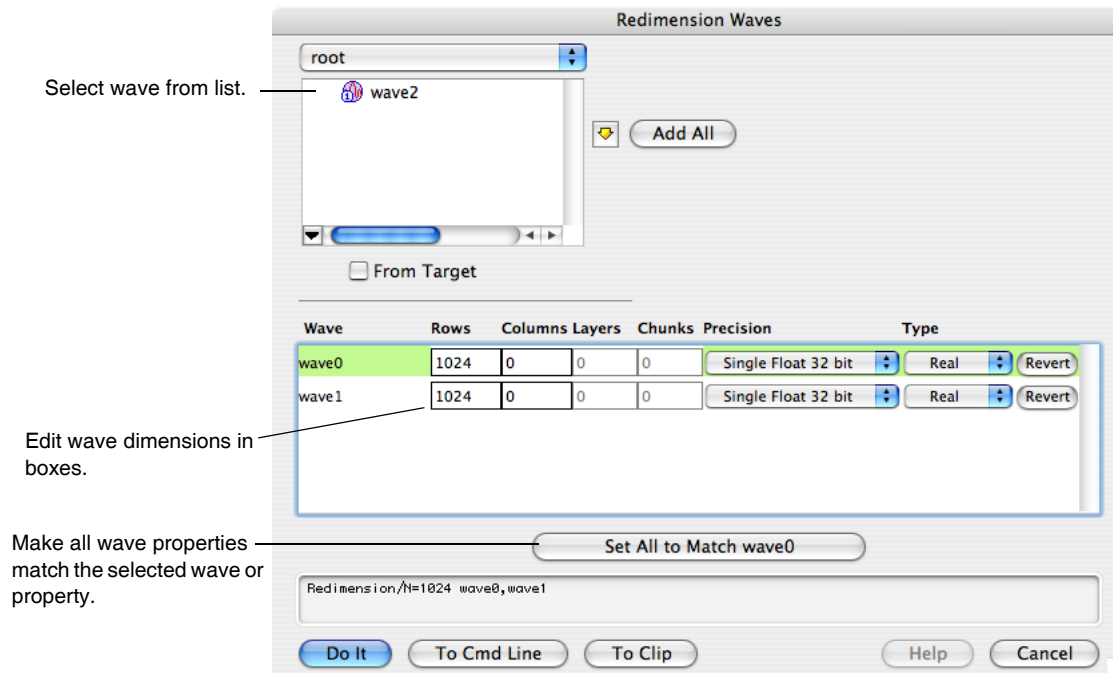 Redimension Waves
root
Select wave from list.
wave2
Add All
From Target
Wave Rows Columns Layers Chunks Precision Type
wave0 1024 0 0 0 Single Float 32 bit Real Revert
wave1 1024 0 0 0 Single Float 32 bit Real Revert
Edit wave dimensions in
boxes.
Make all wave properties
match the selected wave or
property.
Set All to Match wave0
Redimension/N=1024 wave0,wave1
Do It To Cmd Line To Clip Help Cancel